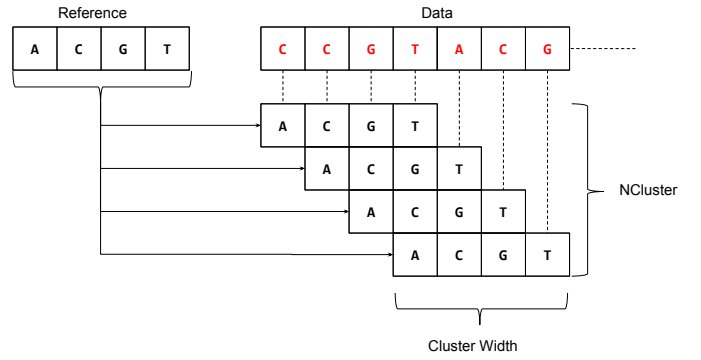 Reference
Data
A C G T
C C G T A C G
A C G T
A C G T
A C G T
A C G T
NCluster
Cluster Width